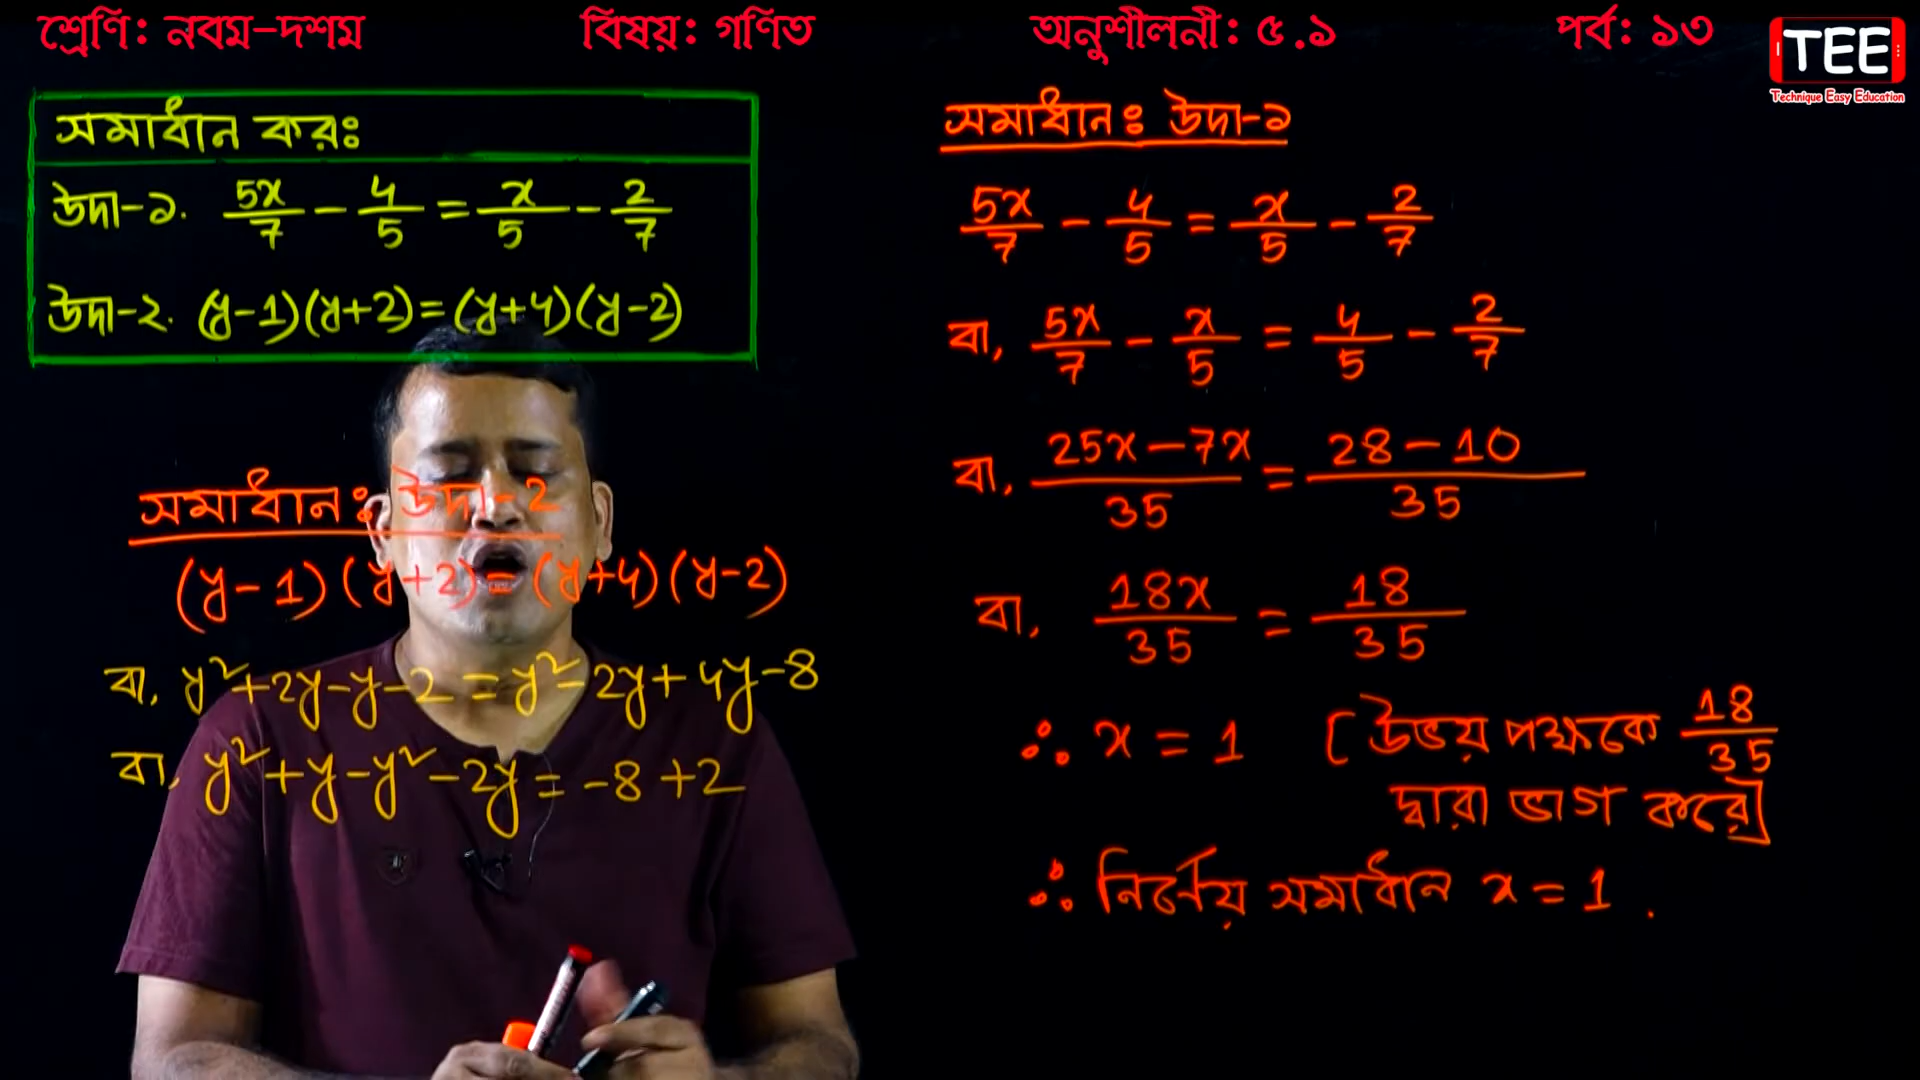 শ্রেণি: নবম-দশম
বিষয়: গণিত
অনুশীলনী: ৫.১
পর্ব: ১৩
TEE
Technique Easy Education
সমাধান করঃ
উদা-১. 5x/7 - 4/5 = x/5 - 2/7
উদা-২. (y-1)(y+2)=(y+4)(y-2)
সমাধানঃ উদা-2
(y-1)(y+2)=(y+4)(y-2)
বা, y²+2y-y-2=y²-2y+4y-8
বা, y²+y-y²-2y=-8+2
সমাধানঃ উদা-১
5x/7 - 4/5 = x/5 - 2/7
বা, 5x/7 - x/5 = 4/5 - 2/7
বা, 25x-7x/35 = 28-10/35
বা, 18x/35 = 18/35
∴ x = 1 [উভয় পক্ষকে 18/35
দ্বারা ভাগ করে]
∴ নির্ণেয় সমাধান x = 1 .